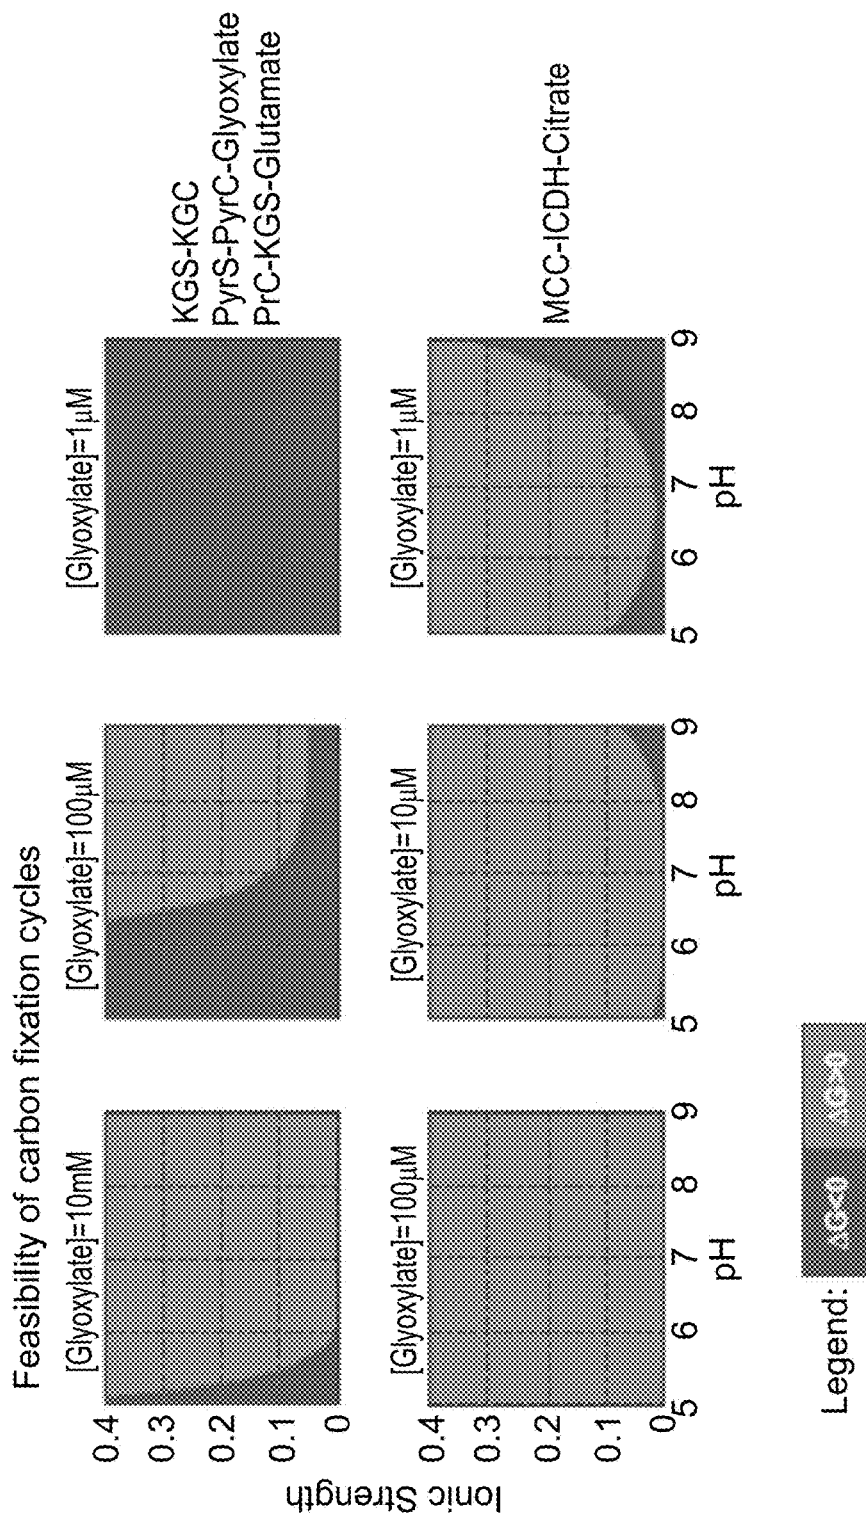 Feasibility of carbon fixation cycles
[Glyoxylate]=10mM
[Glyoxylate]=100µM
[Glyoxylate]=1µM
0.4
0.3
0.2
0.1
0
KGS-KGC
PyrS-PyrC-Glyoxylate
PrC-KGS-Glutamate
Ionic Strength
[Glyoxylate]=100µM
[Glyoxylate]=10µM
[Glyoxylate]=1µM
0.4
0.3
0.2
0.1
0
MCC-ICDH-Citrate
5 6 7 8 9
5 6 7 8 9
5 6 7 8 9
pH
pH
pH
Legend:
ΔG<0
ΔG>0